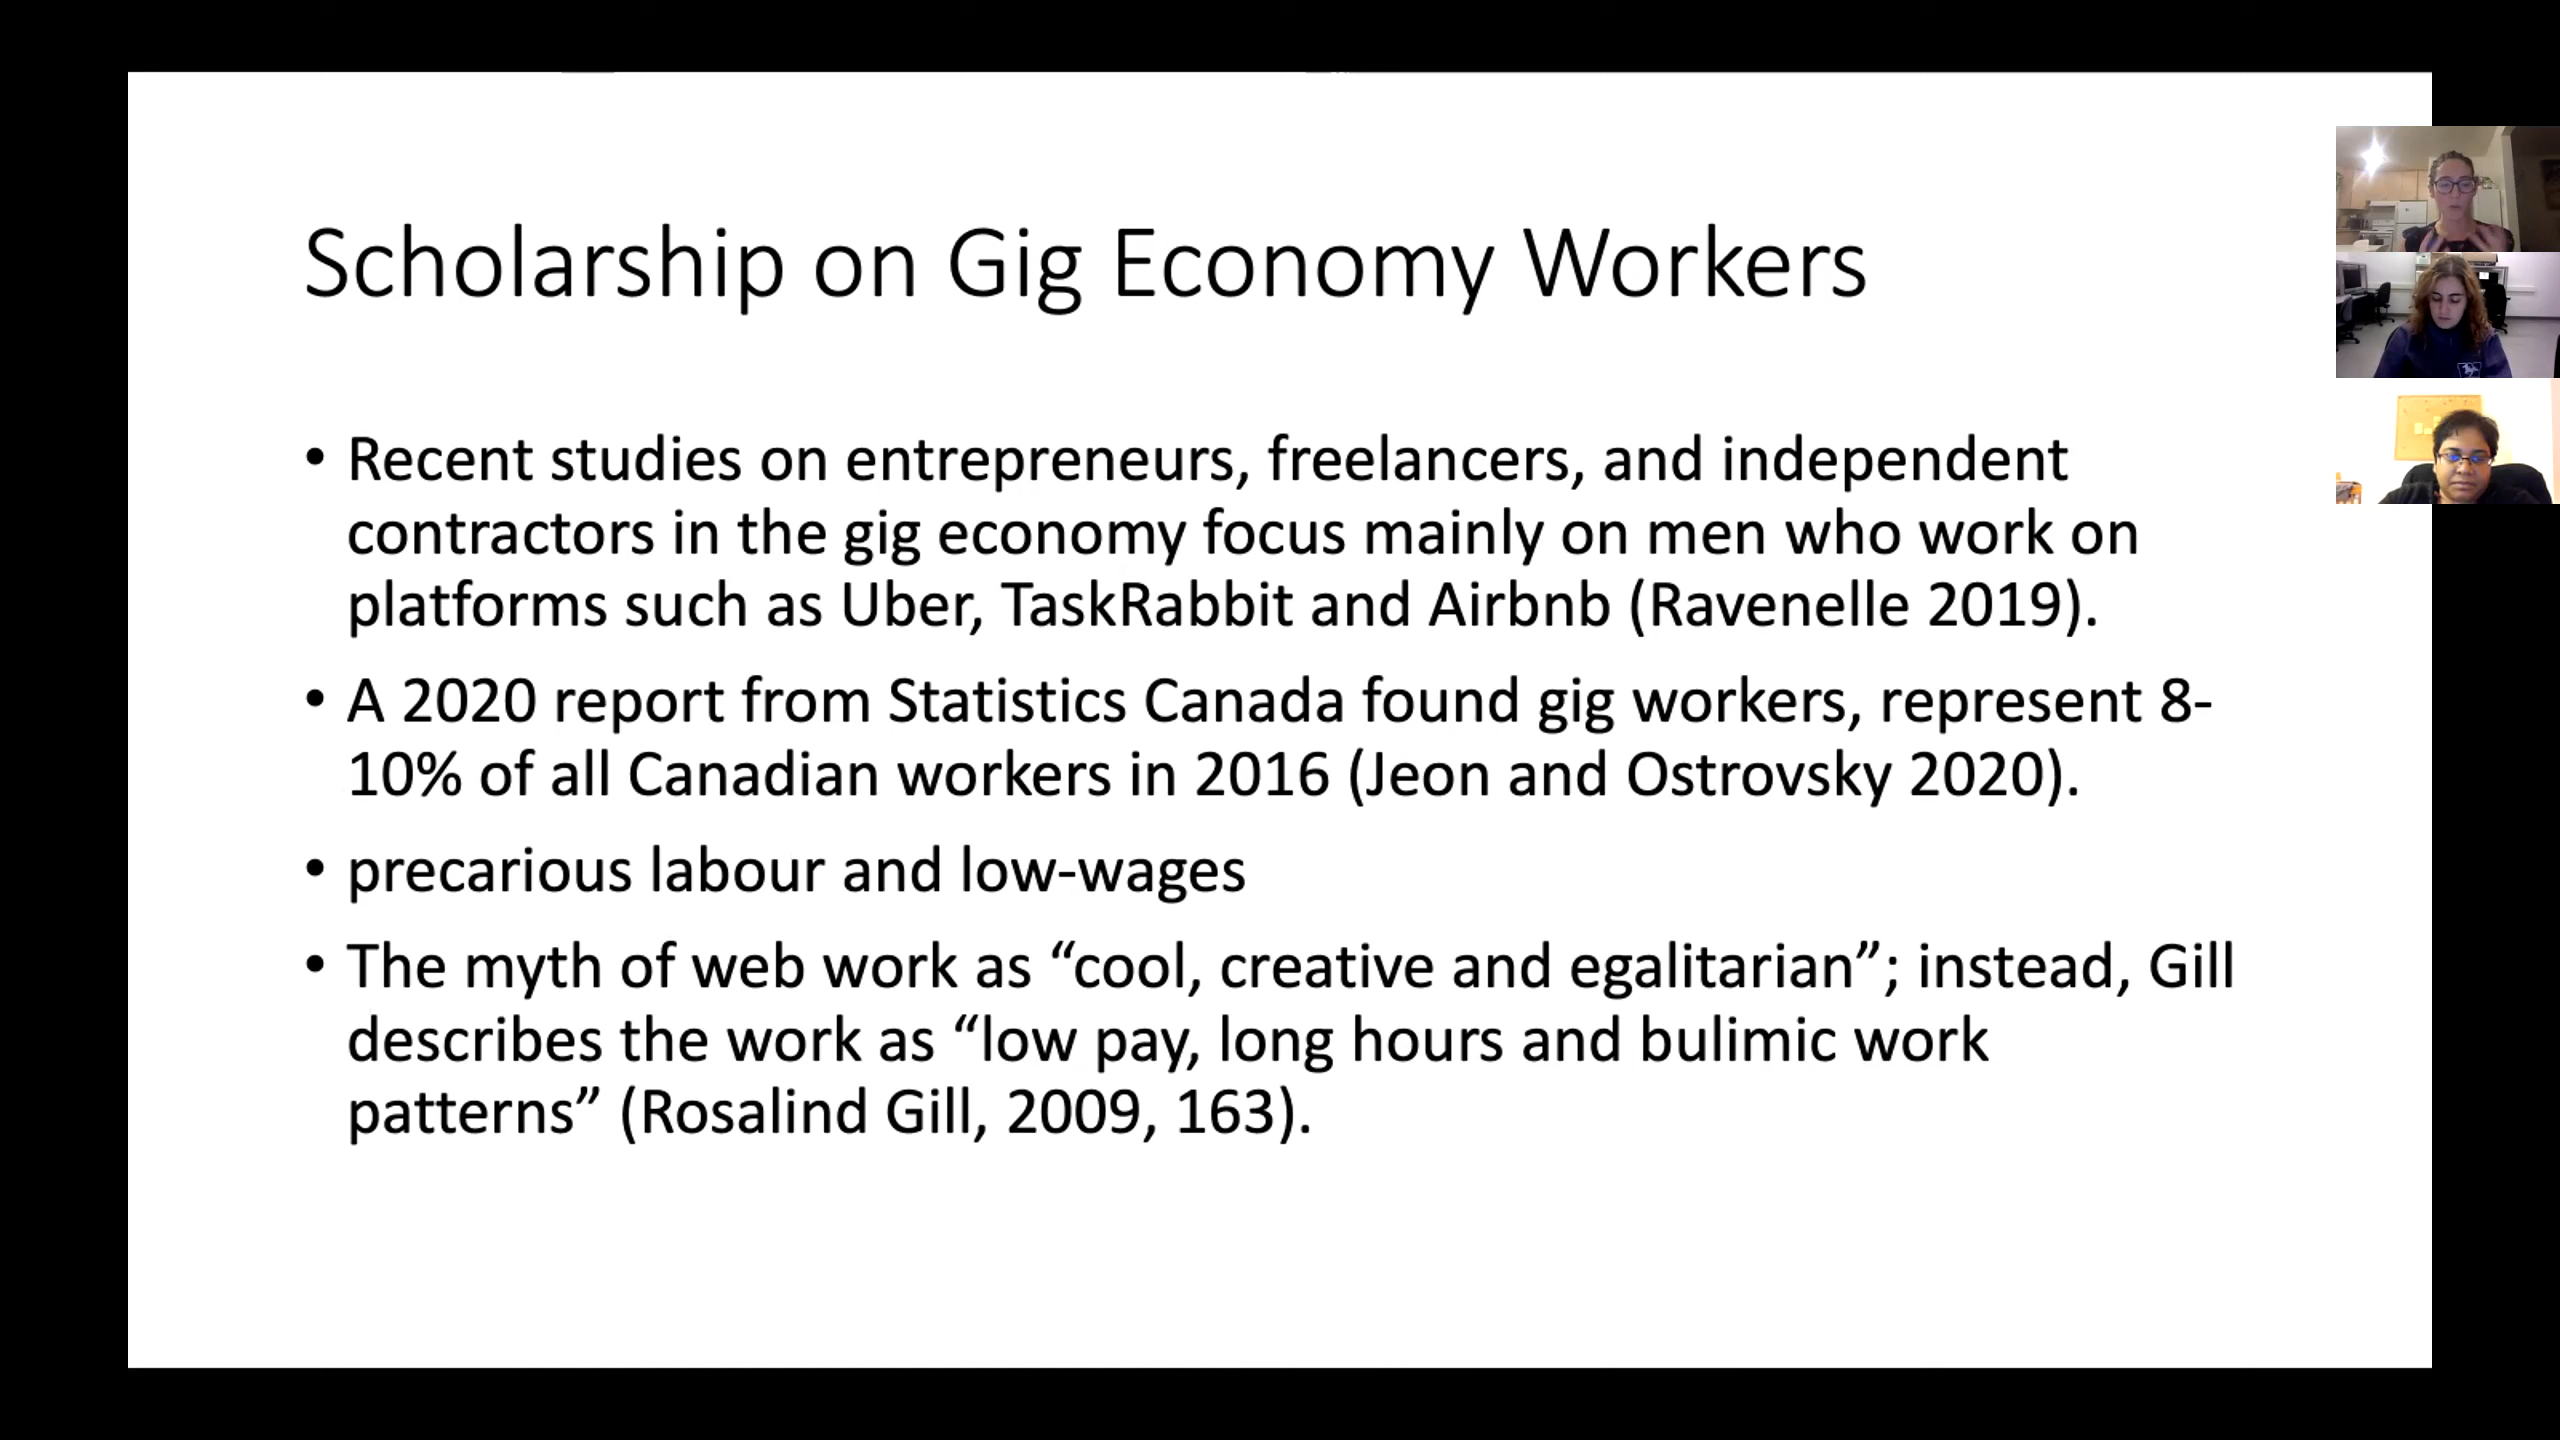 Scholarship on Gig Economy Workers
• Recent studies on entrepreneurs, freelancers, and independent
contractors in the gig economy focus mainly on men who work on
platforms such as Uber, TaskRabbit and Airbnb (Ravenelle 2019).
• A 2020 report from Statistics Canada found gig workers, represent 8-
10% of all Canadian workers in 2016 (Jeon and Ostrovsky 2020).
• precarious labour and low-wages
• The myth of web work as “cool, creative and egalitarian”; instead, Gill
describes the work as “low pay, long hours and bulimic work
patterns” (Rosalind Gill, 2009, 163).